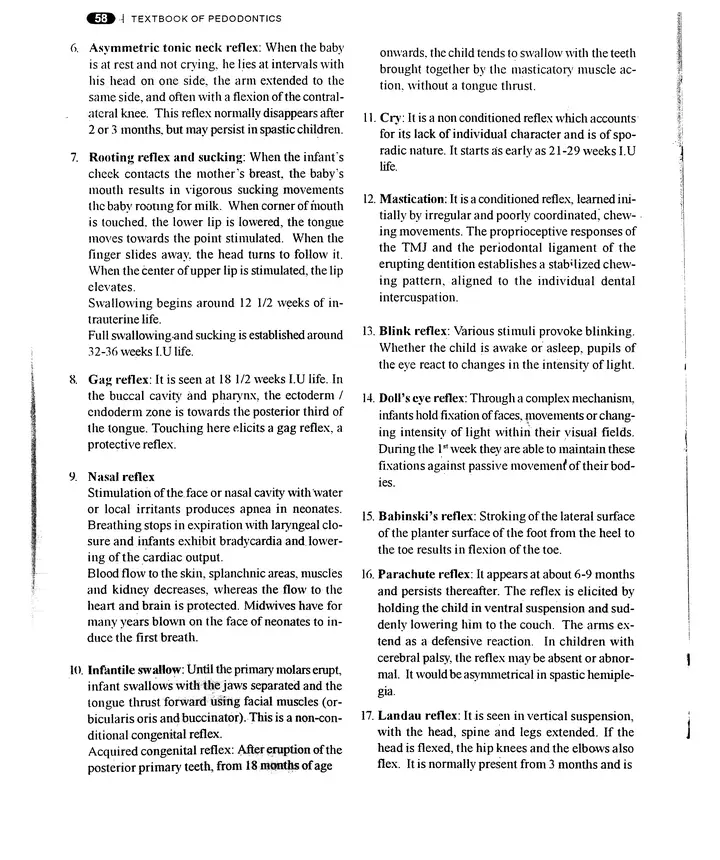 58 TEXTBOOK OF PEDODONTICS
6. Asymmetric tonic neck reflex: When the baby
is at rest and not crying, he lies at intervals with
his head on one side, the arm extended to the
same side, and often with a flexion of the contral-
ateral knee. This reflex normally disappears after
2 or 3 months, but may persist in spastic children.
7. Rooting reflex and sucking: When the infant's
cheek contacts the mother's breast, the baby's
mouth results in vigorous sucking movements
the baby rooting for milk. When corner of mouth
is touched, the lower lip is lowered, the tongue
moves towards the point stimulated. When the
finger slides away, the head turns to follow it.
When the center of upper lip is stimulated, the lip
elevates.
Swallowing begins around 12 1/2 weeks of in-
trauterine life.
Full swallowing and sucking is established around
32-36 weeks I.U life.
8. Gag reflex: It is seen at 18 1/2 weeks I.U life. In
the buccal cavity and pharynx, the ectoderm /
endoderm zone is towards the posterior third of
the tongue. Touching here elicits a gag reflex, a
protective reflex.
9. Nasal reflex
Stimulation of the face or nasal cavity with water
or local irritants produces apnea in neonates.
Breathing stops in expiration with laryngeal clo-
sure and infants exhibit bradycardia and lower-
ing of the cardiac output.
Blood flow to the skin, splanchnic areas, muscles
and kidney decreases, whereas the flow to the
heart and brain is protected. Midwives have for
many years blown on the face of neonates to in-
duce the first breath.
10. Infantile swallow: Until the primary molars erupt,
infant swallows with the jaws separated and the
tongue thrust forward using facial muscles (or-
bicularis oris and buccinator). This is a non-con-
ditional congenital reflex.
Acquired congenital reflex: After eruption of the
posterior primary teeth, from 18 months of age
onwards, the child tends to swallow with the teeth
brought together by the masticatory muscle ac-
tion, without a tongue thrust.
11. Cry: It is a non conditioned reflex which accounts
for its lack of individual character and is of spo-
radic nature. It starts as early as 21-29 weeks I.U
life.
12. Mastication: It is a conditioned reflex, learned ini-
tially by irregular and poorly coordinated, chew-
ing movements. The proprioceptive responses of
the TMJ and the periodontal ligament of the
erupting dentition establishes a stabilized chew-
ing pattern, aligned to the individual dental
intercuspation.
13. Blink reflex: Various stimuli provoke blinking.
Whether the child is awake or asleep, pupils of
the eye react to changes in the intensity of light.
14. Doll's eye reflex: Through a complex mechanism,
infants hold fixation of faces, movements or chang-
ing intensity of light within their visual fields.
During the 1st week they are able to maintain these
fixations against passive movement of their bod-
ies.
15. Babinski's reflex: Stroking of the lateral surface
of the planter surface of the foot from the heel to
the toe results in flexion of the toe.
16. Parachute reflex: It appears at about 6-9 months
and persists thereafter. The reflex is elicited by
holding the child in ventral suspension and sud-
denly lowering him to the couch. The arms ex-
tend as a defensive reaction. In children with
cerebral palsy, the reflex may be absent or abnor-
mal. It would be asymmetrical in spastic hemiple-
gia.
17. Landau reflex: It is seen in vertical suspension,
with the head, spine and legs extended. If the
head is flexed, the hip knees and the elbows also
flex. It is normally present from 3 months and is